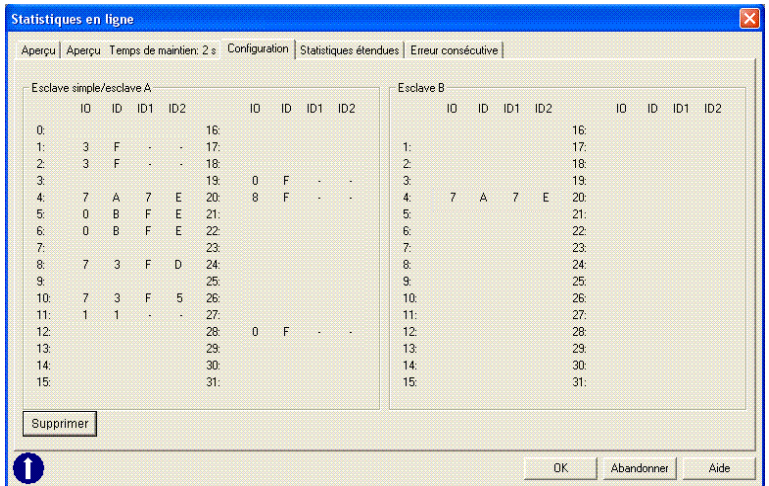 Statistiques en ligne
Aperçu Aperçu Temps de maintien: 2 s Configuration Statistiques étendues Erreur consécutive
Esclave simple/esclave A Esclave B
IO ID ID1 ID2 IO ID ID1 ID2 IO ID ID1 ID2 IO ID ID1 ID2
0: 16: 16:
1: 3 F - - 17: 1: 17:
2: 3 F - - 18: 2: 18:
3: 19: 0 F - - 3: 19:
4: 7 A 7 E 20: 8 F - - 4: 7 A 7 E 20:
5: 0 B F E 21: 5: 21:
6: 0 B F E 22: 6: 22:
7: 23: 7: 23:
8: 7 3 F D 24: 8: 24:
9: 25: 9: 25:
10: 7 3 F 5 26: 10: 26:
11: 1 1 - - 27: 11: 27:
12: 28: 0 F - - 12: 28:
13: 29: 13: 29:
14: 30: 14: 30:
15: 31: 15: 31:
Supprimer
OK Abandonner Aide